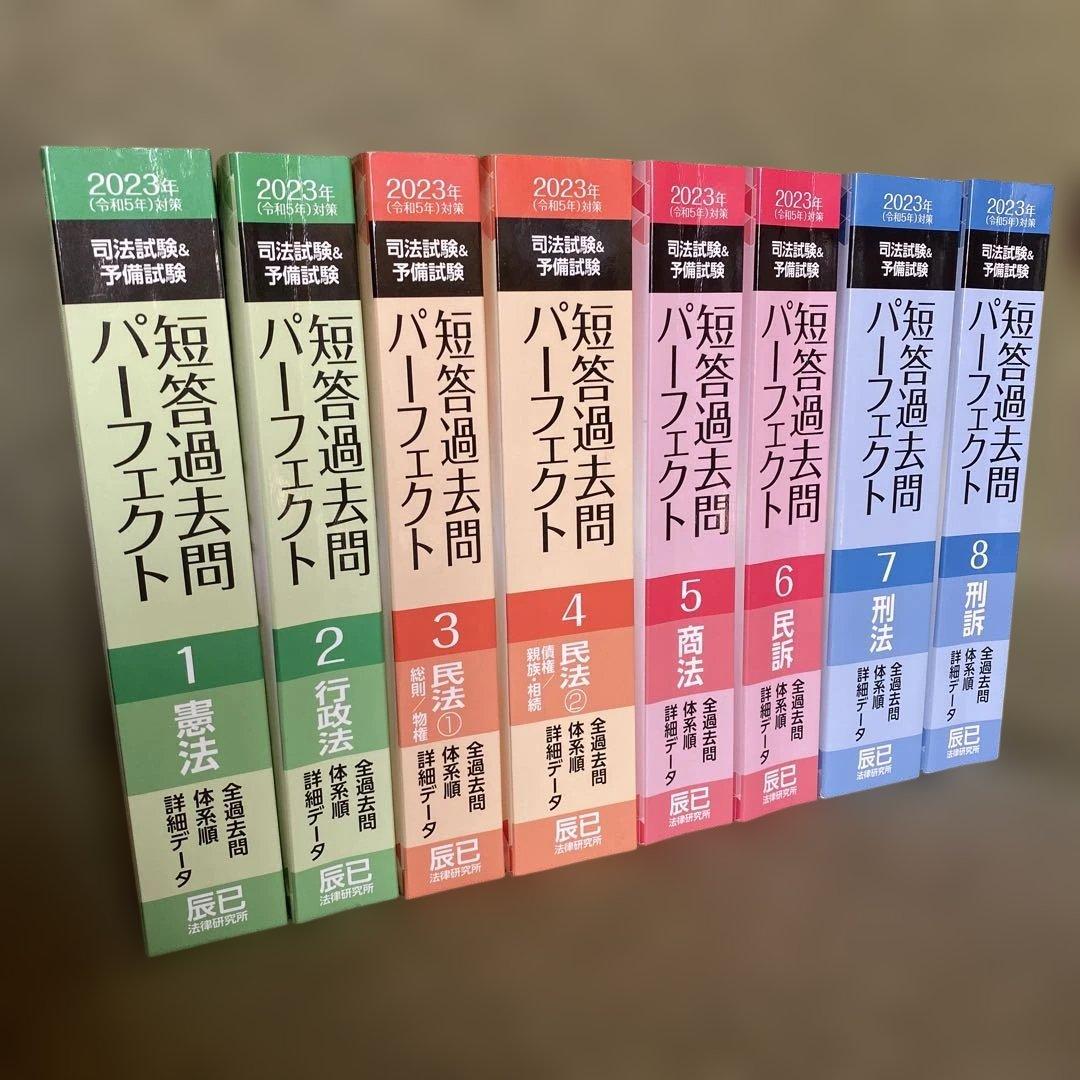 2023年
(令和5年)対策
司法試験&
予備試験
短答過去問
パーフェクト
1
憲法
全過去問
体系順
詳細データ
辰已
法律研究所
2023年
(令和5年)対策
司法試験&
予備試験
短答過去問
パーフェクト
2
行政法
全過去問
体系順
詳細データ
辰已
法律研究所
2023年
(令和5年)対策
司法試験&
予備試験
短答過去問
パーフェクト
3
民法①
総則/物権
全過去問
体系順
詳細データ
辰已
法律研究所
2023年
(令和5年)対策
司法試験&
予備試験
短答過去問
パーフェクト
4
民法②
債権/
親族・相続
全過去問
体系順
詳細データ
辰已
法律研究所
2023年
(令和5年)対策
司法試験&
予備試験
短答過去問
パーフェクト
5
商法
全過去問
体系順
詳細データ
辰已
法律研究所
2023年
(令和5年)対策
司法試験&
予備試験
短答過去問
パーフェクト
6
民訴
全過去問
体系順
詳細データ
辰已
法律研究所
2023年
(令和5年)対策
司法試験&
予備試験
短答過去問
パーフェクト
7
刑法
全過去問
体系順
詳細データ
辰已
法律研究所
2023年
(令和5年)対策
司法試験&
予備試験
短答過去問
パーフェクト
8
刑訴
全過去問
体系順
詳細データ
辰已
法律研究所